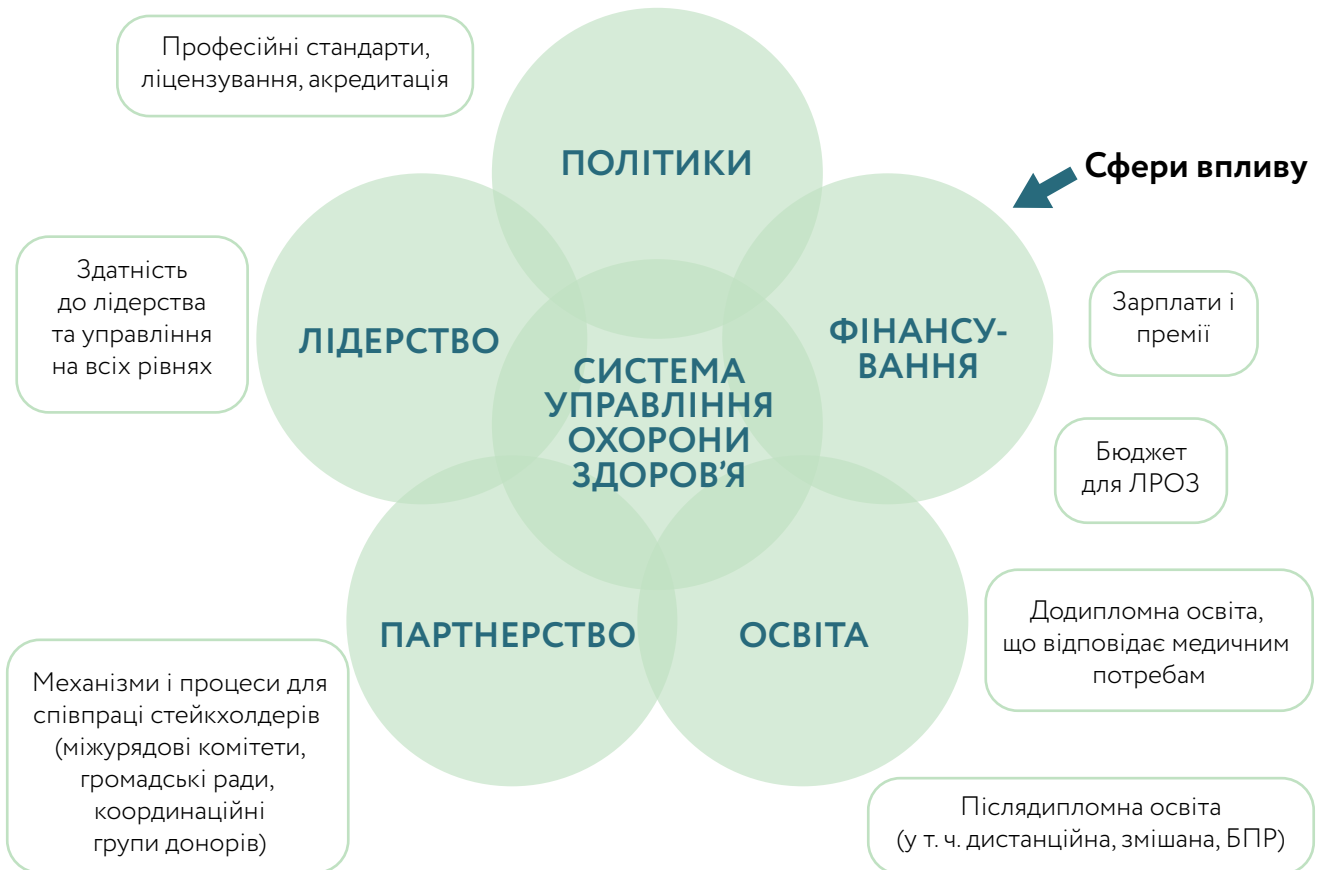 Професійні стандарти,
ліцензування, акредитація
ПОЛІТИКИ
Сфери впливу
Здатність
до лідерства
та управління
на всіх рівнях
ЛІДЕРСТВО
ФІНАНСУ-
ВАННЯ
Зарплати і
премії
СИСТЕМА
УПРАВЛІННЯ
ОХОРОНИ
ЗДОРОВ’Я
Бюджет
для ЛРОЗ
ПАРТНЕРСТВО
ОСВІТА
Додипломна освіта,
що відповідає медичним
потребам
Механізми і процеси для
співпраці стейкхолдерів
(міжурядові комітети,
громадські ради,
координаційні
групи донорів)
Післядипломна освіта
(у т. ч. дистанційна, змішана, БПР)